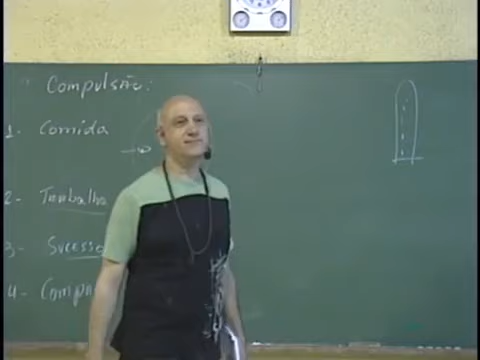 Compulsão:
1. Comida
2- Trabalho
3- Sucesso
4-